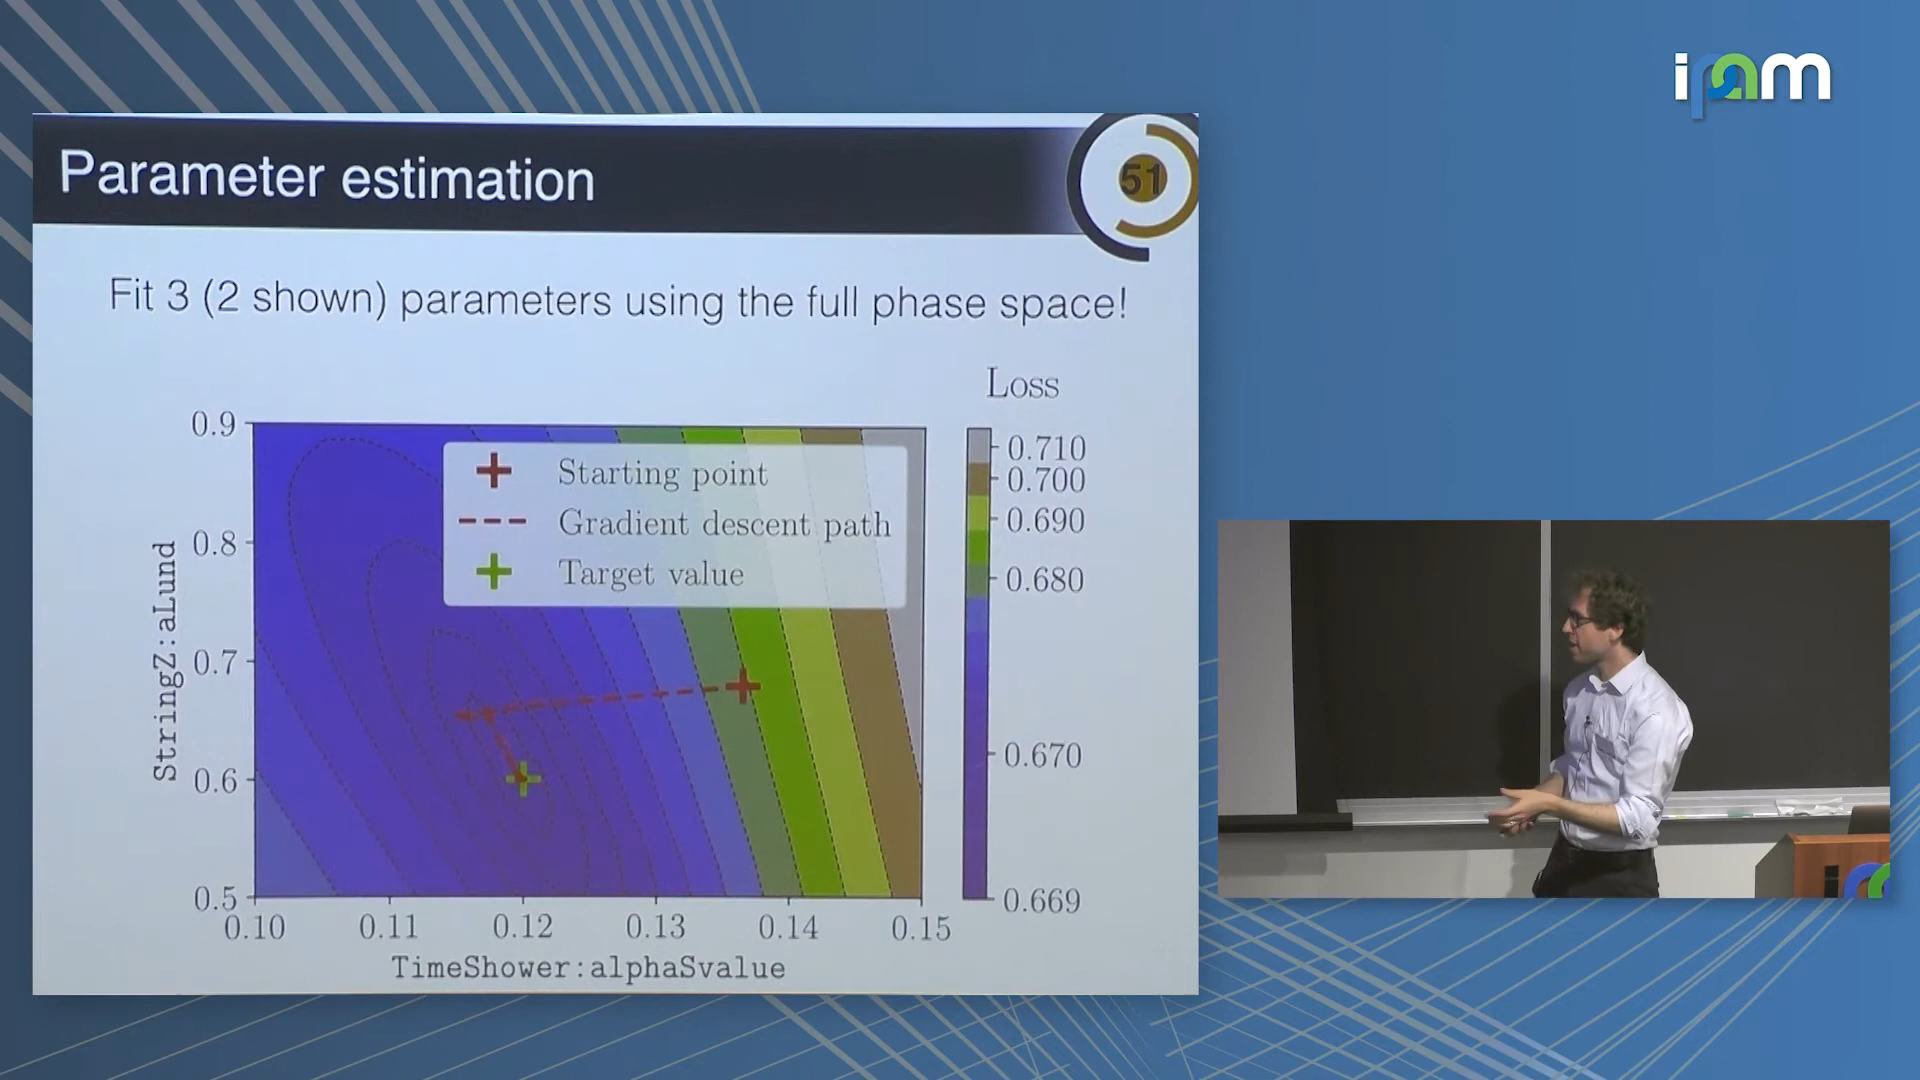 ipam
Parameter estimation
51
Fit 3 (2 shown) parameters using the full phase space!
Loss
0.9
0.8
0.7
0.6
0.5
StringZ:aLund
Starting point
Gradient descent path
Target value
0.710
0.700
0.690
0.680
0.670
0.669
0.10 0.11 0.12 0.13 0.14 0.15
TimeShower:alphaSvalue